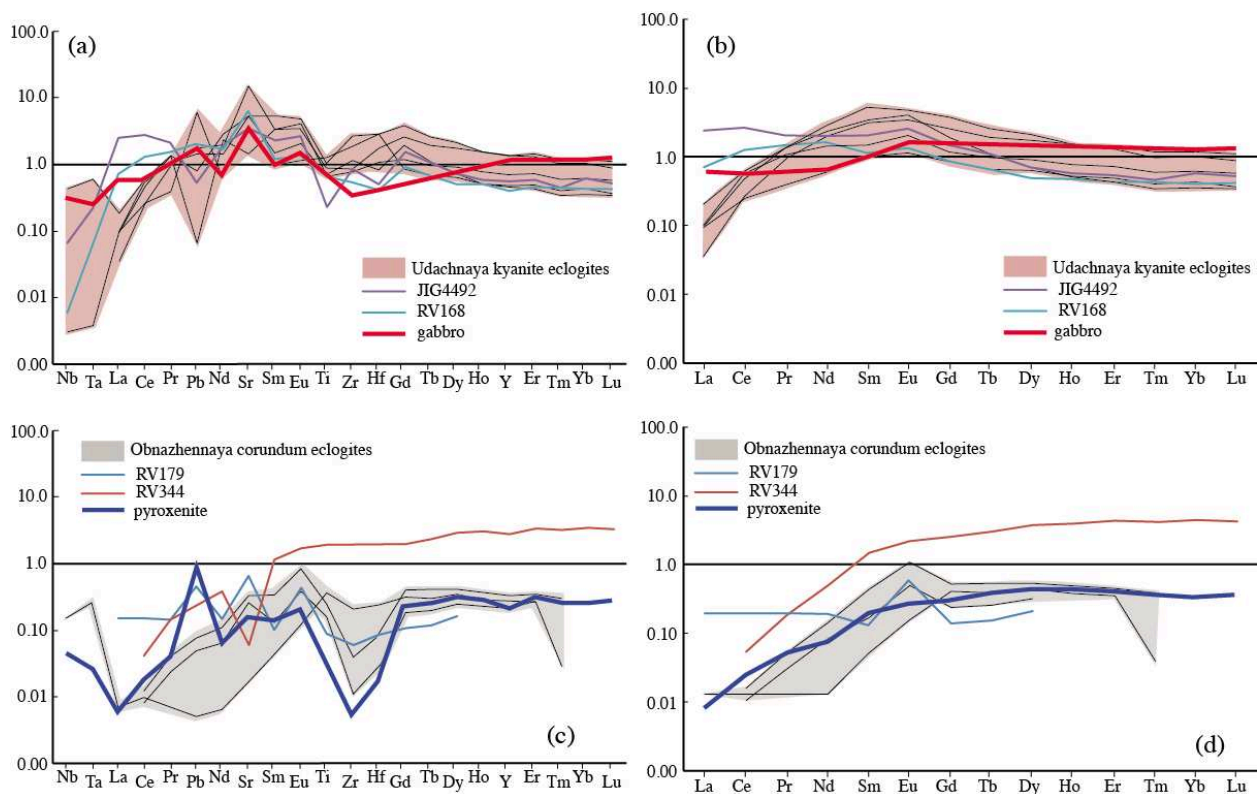 (a)
100.0
10.0
1.0
0.10
0.01
0.00
Udachnaya kyanite eclogites
JIG4492
RV168
gabbro
Nb Ta La Ce Pr Pb Nd Sr Sm Eu Ti Zr Hf Gd Tb Dy Ho Y Er Tm Yb Lu
(b)
100.0
10.0
1.0
0.10
0.01
0.00
Udachnaya kyanite eclogites
JIG4492
RV168
gabbro
La Ce Pr Nd Sm Eu Gd Tb Dy Ho Er Tm Yb Lu
100.0
10.0
1.0
0.10
0.01
0.00
Obnazhennaya corundum eclogites
RV179
RV344
pyroxenite
(c)
Nb Ta La Ce Pr Pb Nd Sr Sm Eu Ti Zr Hf Gd Tb Dy Ho Y Er Tm Yb Lu
100.0
10.0
1.0
0.10
0.01
0.00
Obnazhennaya corundum eclogites
RV179
RV344
pyroxenite
(d)
La Ce Pr Nd Sm Eu Gd Tb Dy Ho Er Tm Yb Lu